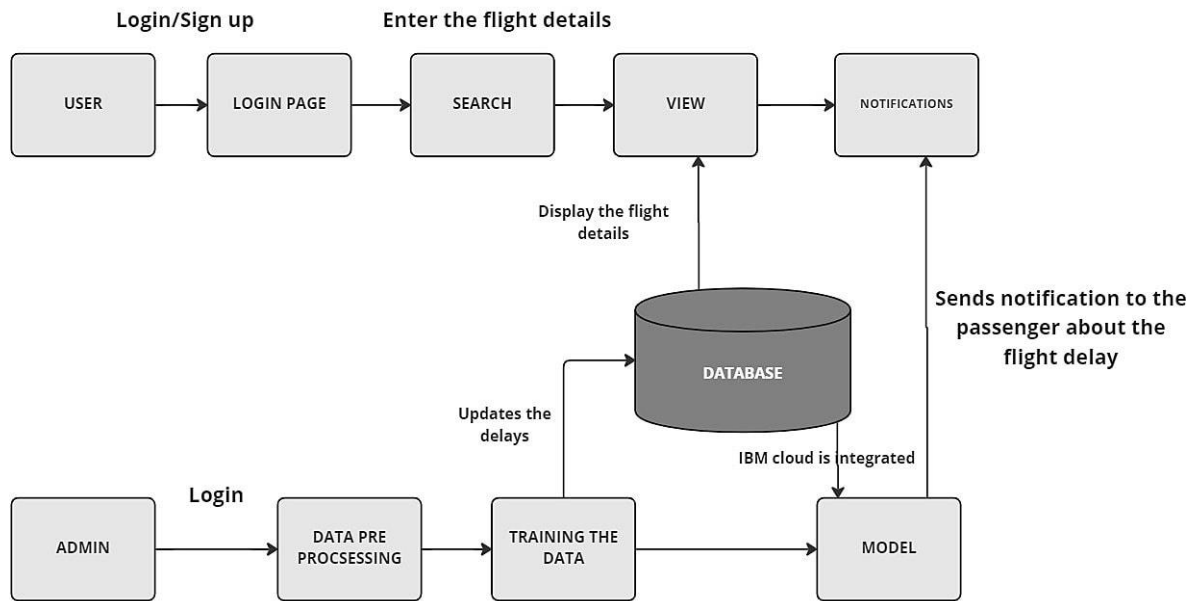 Login/Sign up
Enter the flight details
USER
LOGIN PAGE
SEARCH
VIEW
NOTIFICATIONS
Display the flight
details
Sends notification to the
passenger about the
flight delay
DATABASE
Updates the
delays
IBM cloud is integrated
Login
ADMIN
DATA PRE
PROCSESSING
TRAINING THE
DATA
MODEL